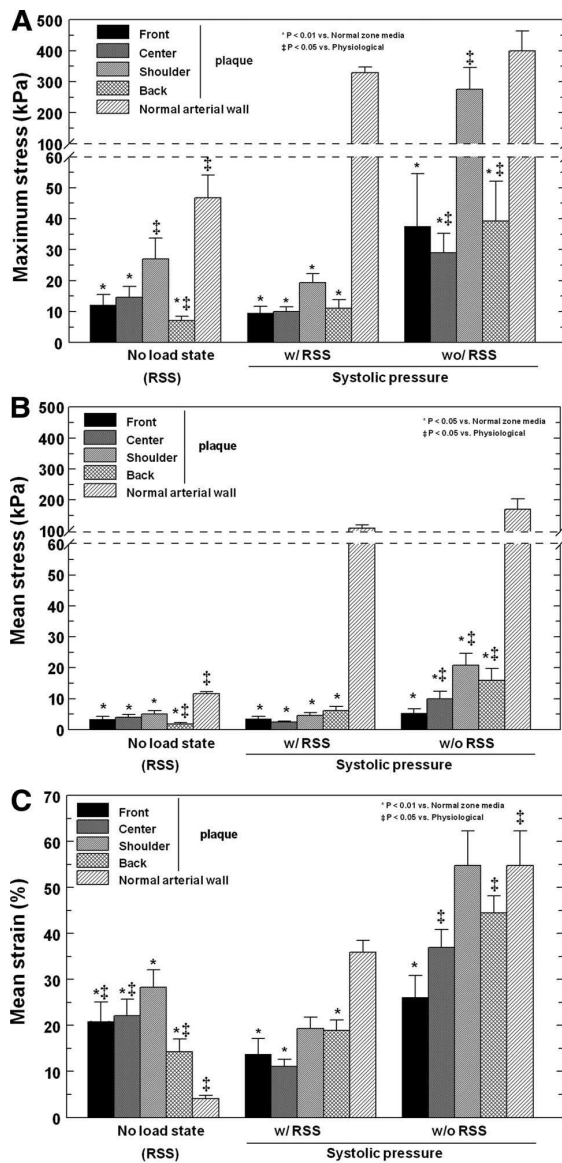 A
Maximum stress (kPa)
500
400
300
200
100
60
50
40
30
20
10
0
Front
Center
Shoulder
Back
Normal arterial wall
plaque
* P < 0.01 vs. Normal zone media
‡ P < 0.05 vs. Physiological
* * ‡ *‡ ‡
* * * *
* *‡ ‡ *‡
No load state
(RSS)
w/ RSS
wo/ RSS
Systolic pressure
B
Mean stress (kPa)
500
400
300
200
100
60
50
40
30
20
10
0
Front
Center
Shoulder
Back
Normal arterial wall
plaque
* P < 0.05 vs. Normal zone media
‡ P < 0.05 vs. Physiological
* * * *‡ ‡
* * * *
* *‡ *‡ *‡
No load state
(RSS)
w/ RSS
w/o RSS
Systolic pressure
C
Mean strain (%)
70
60
50
40
30
20
10
0
Front
Center
Shoulder
Back
Normal arterial wall
plaque
* P < 0.01 vs. Normal zone media
‡ P < 0.05 vs. Physiological
*‡ *‡ * *‡ ‡
* * *
* ‡ ‡ ‡
No load state
(RSS)
w/ RSS
w/o RSS
Systolic pressure